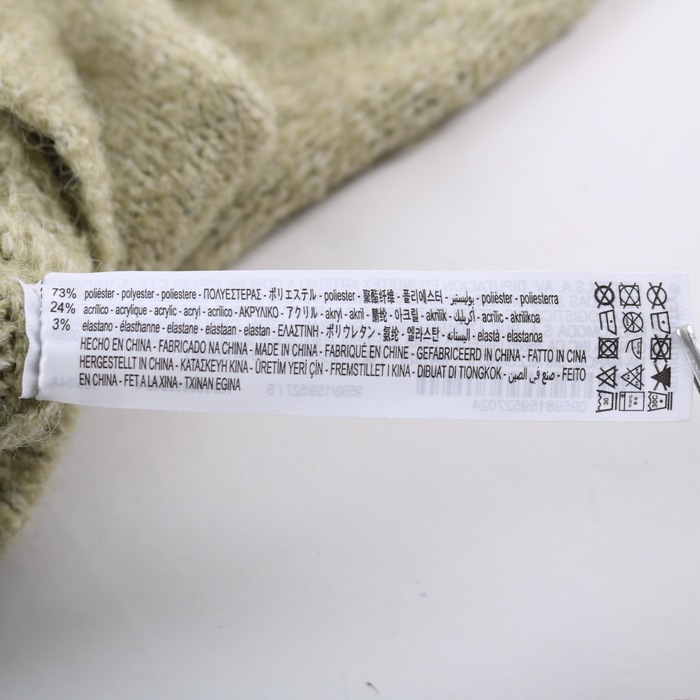 73% poliéster - polyester - poliestere - ΠΟΛΥΕΣΤΕΡΑΣ - ポリエステル - poliester - 聚酯纤维 - 폴리에스터 - بوليستير - polièster - poliesterra
24% acrílico - acrylique - acrylic - acryl - acrilico - ΑΚΡΥΛΙΚΟ - アクリル - akryl - akril - 腈纶 - 아크릴 - akrilik - أكريليك - acrílic - akrilikoa
3% elastano - élasthanne - elastane - elastaan - elastan - ΕΛΑΣΤΙΝΗ - ポリウレタン - 氨纶 - 엘라스탄 - اليستانه - elastà - elastanoa
HECHO EN CHINA - FABRICADO NA CHINA - MADE IN CHINA - FABRIQUÉ EN CHINE - GEFABRICEERD IN CHINA - FATTO IN CINA
HERGESTELLT IN CHINA - ΚΑΤΑΣΚΕΥΗ ΚΙΝΑ - ÜRETİM YERİ ÇİN - FREMSTILLET I KINA - DIBUAT DI TIONGKOK - صنع في الصين - FEITO
EN CHINA - FET A LA XINA - TXINAN EGINA